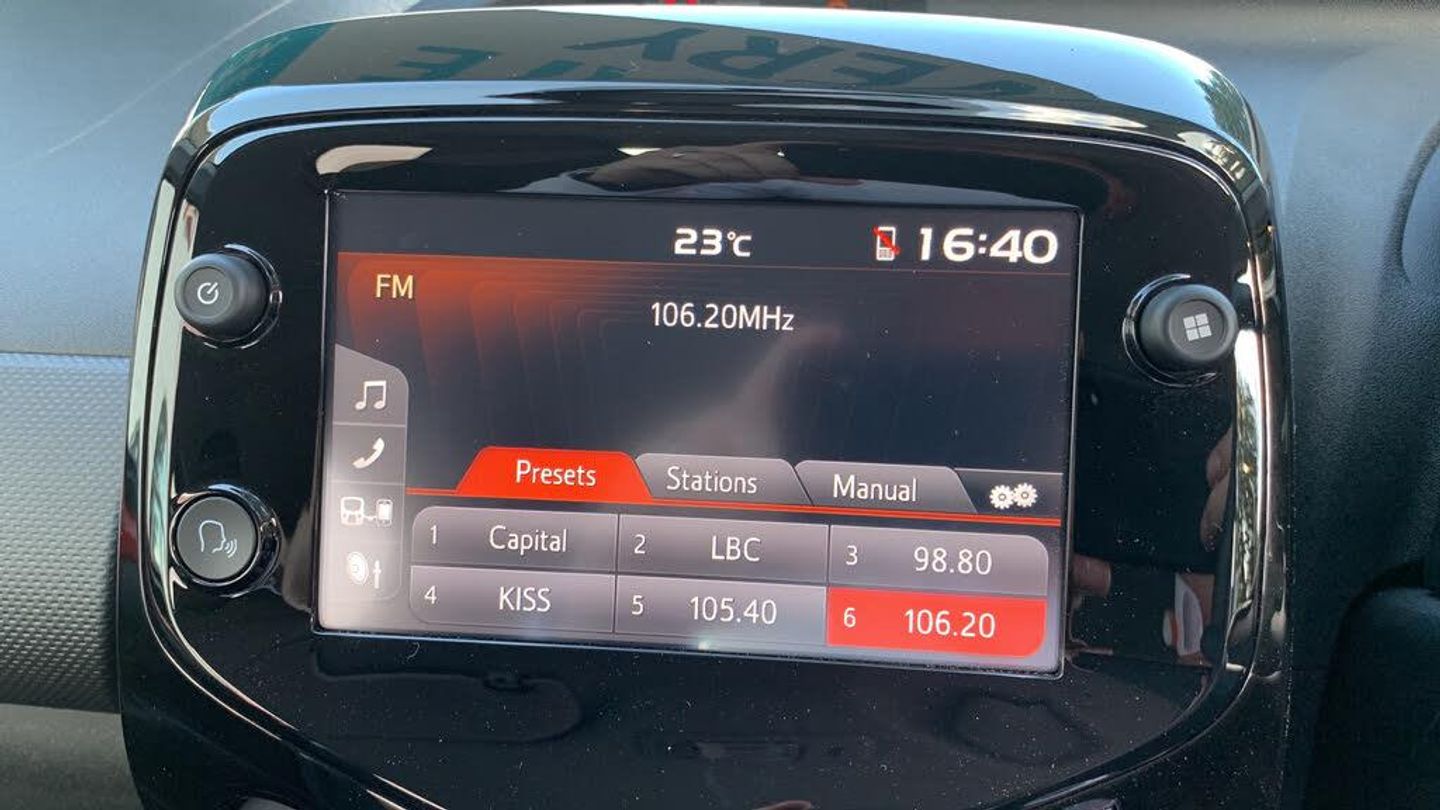 23°C 16:40
FM
106.20MHz
Presets Stations Manual
1 Capital 2 LBC 3 98.80
4 KISS 5 105.40 6 106.20